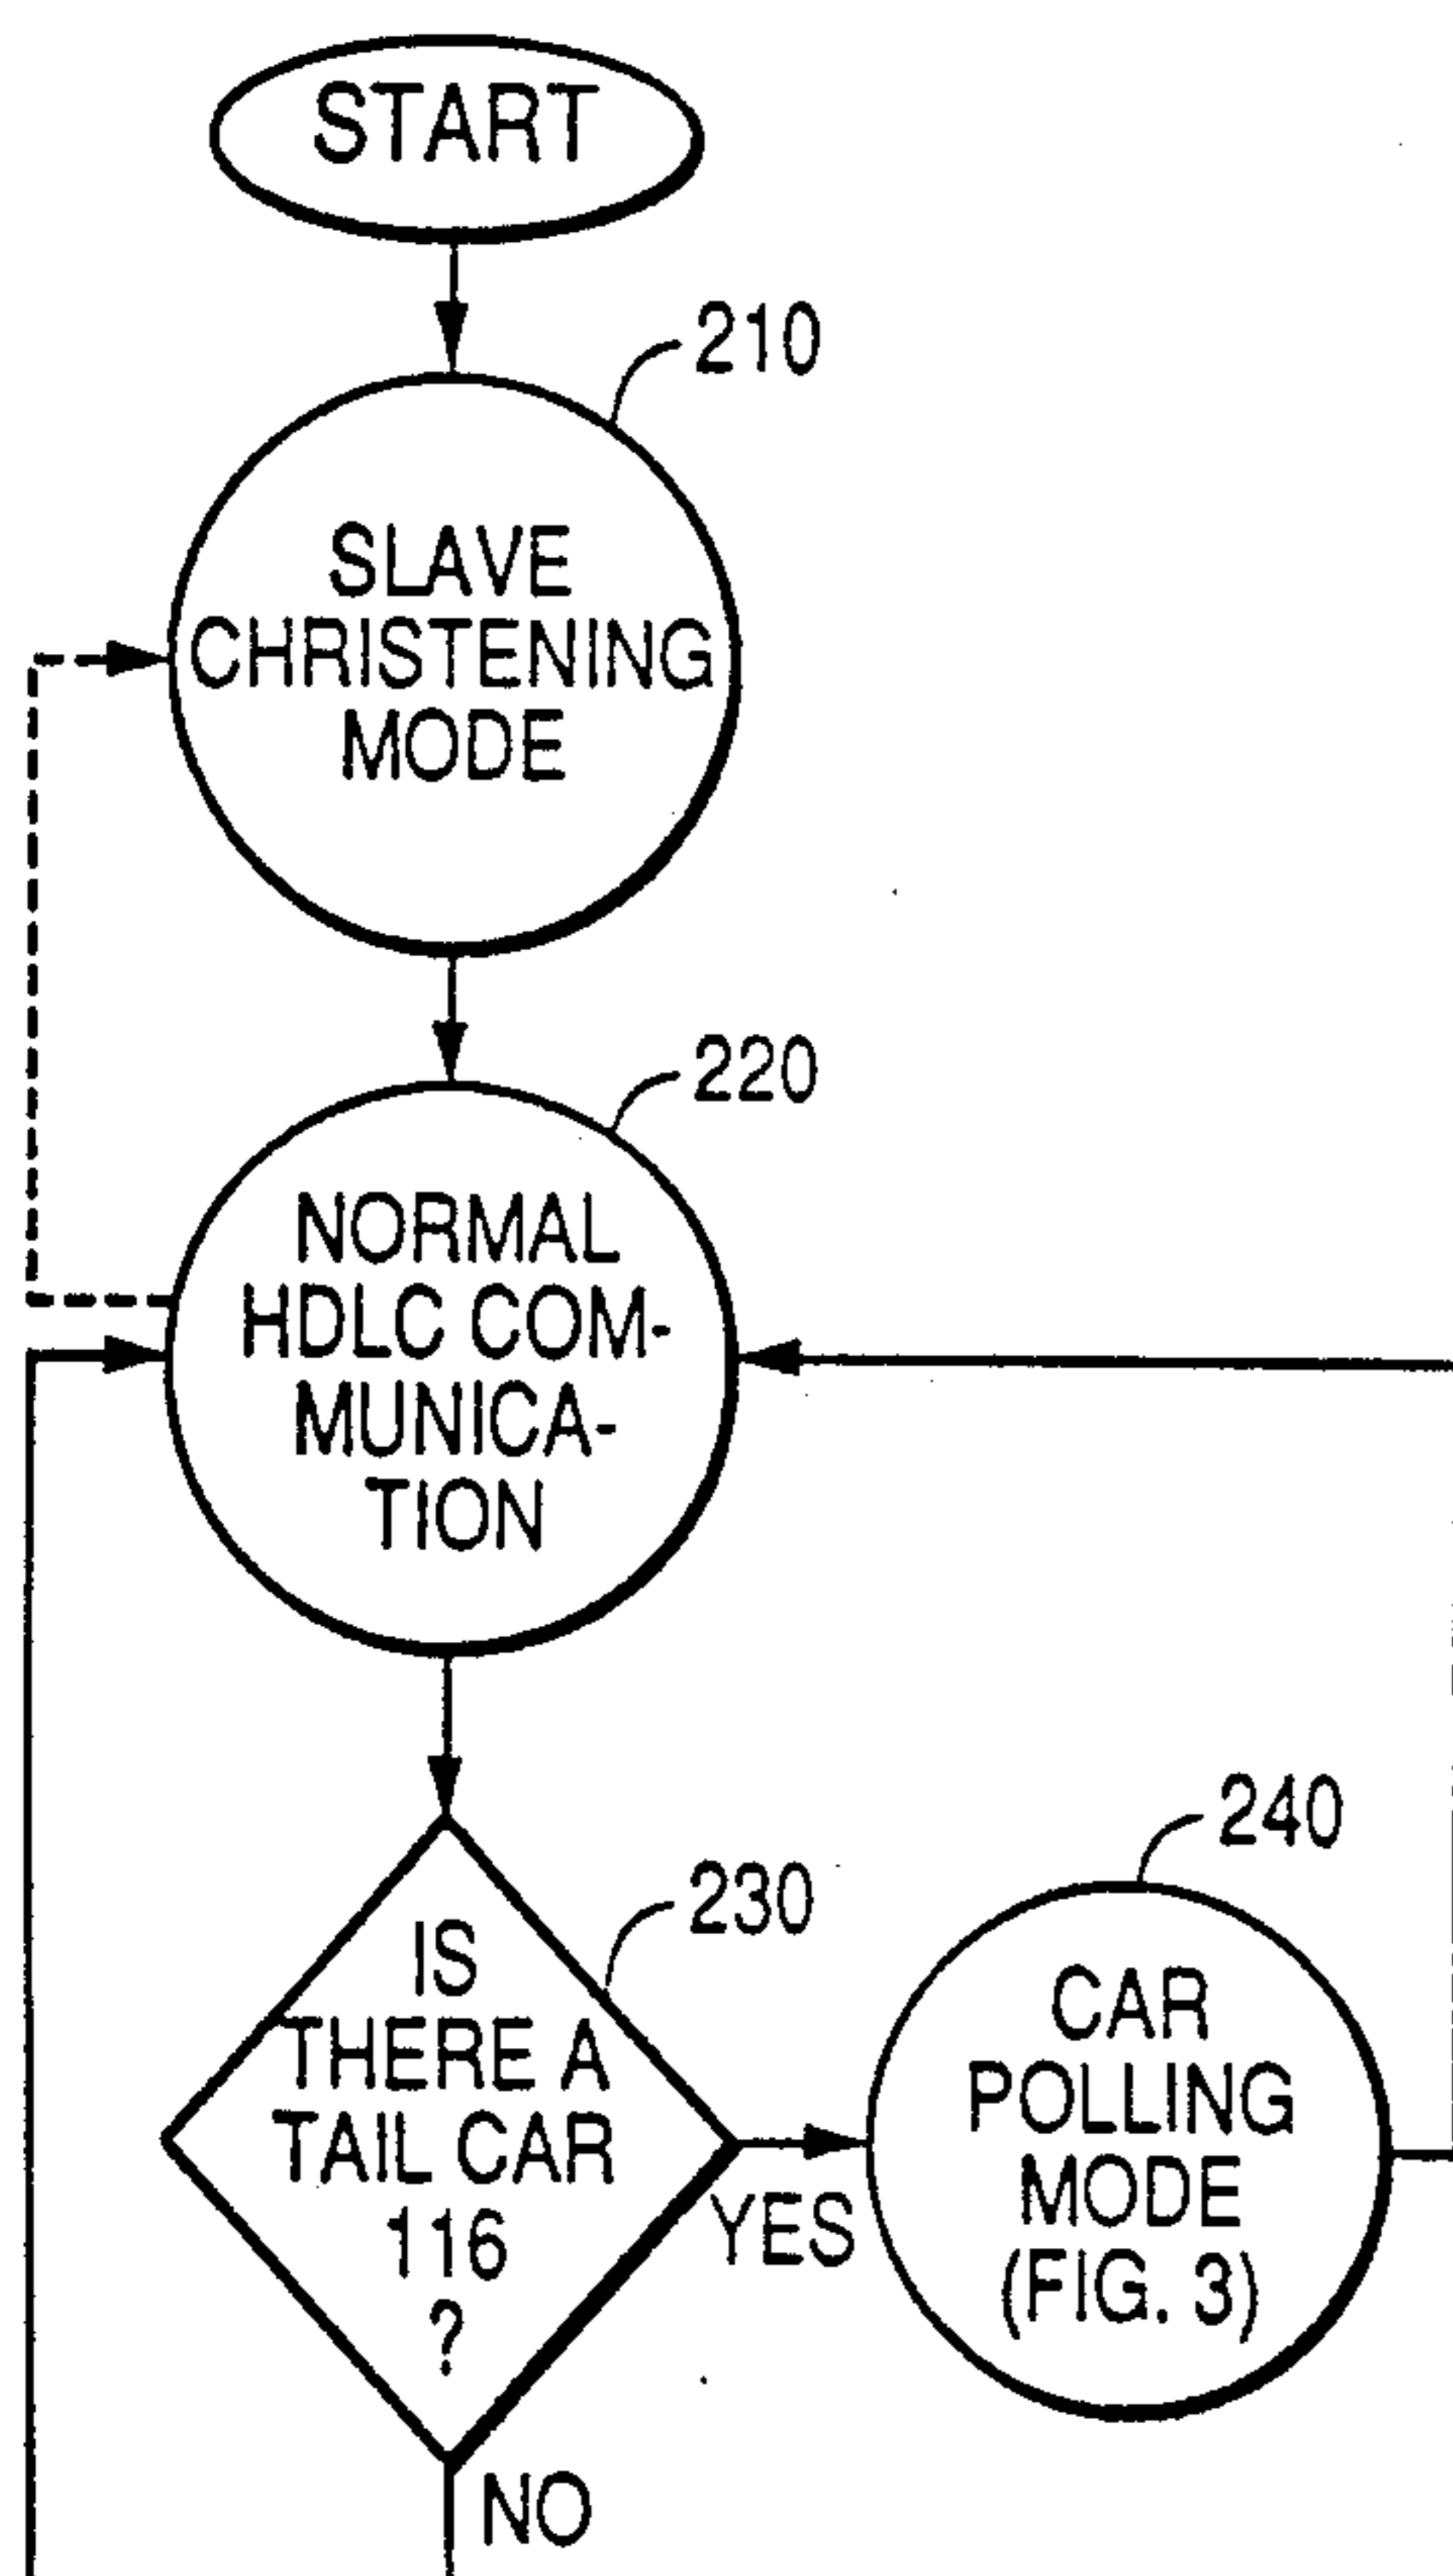 START
210
SLAVE
CHRISTENING
MODE
220
NORMAL
HDLC COM-
MUNICA-
TION
230
IS
THERE A
TAIL CAR
116
?
YES
240
CAR
POLLING
MODE
(FIG. 3)
NO